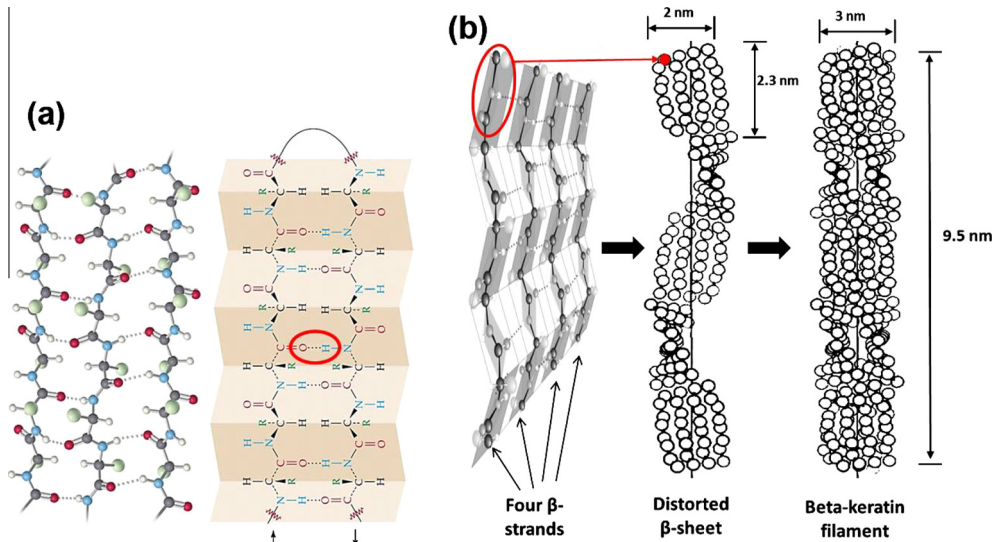 (a)
O C N H
R C H H C R
H N C O
C O H N
H C R R C H
N H O C
O C N H
R C H H C R
H N C O
C O H N
H C R R C H
N H O C
O C N H
R C H H C R
H N C O
C O H N
H C R R C H
N H O C
(b)
2 nm
2.3 nm
3 nm
9.5 nm
Four β-
strands
Distorted
β-sheet
Beta-keratin
filament